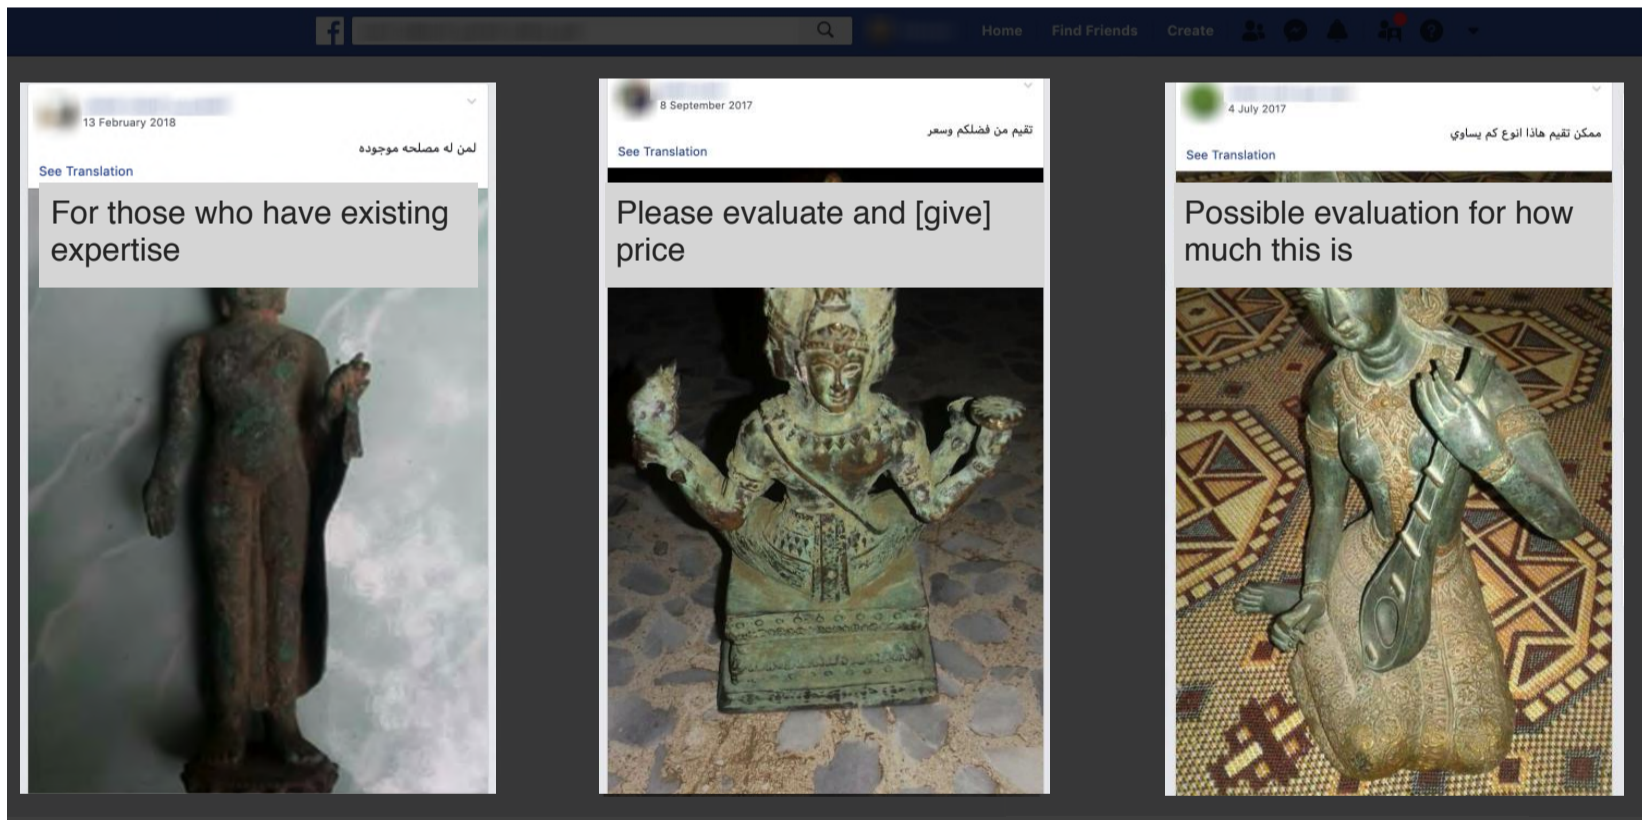 Home Find Friends Create
13 February 2018
لمن له مصلحه موجوده
See Translation
For those who have existing
expertise
8 September 2017
تقيم من فضلكم وسعر
See Translation
Please evaluate and [give]
price
4 July 2017
ممكن تقيم هاذا انوع كم يساوي
See Translation
Possible evaluation for how
much this is